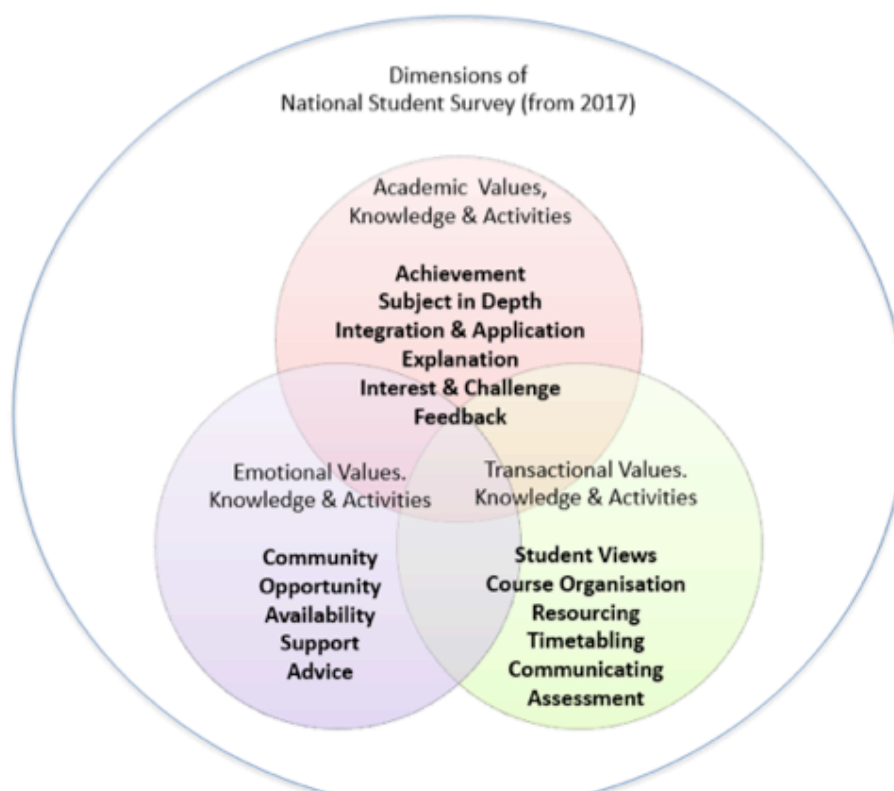 Dimensions of
National Student Survey (from 2017)
Academic Values,
Knowledge & Activities
Achievement
Subject in Depth
Integration & Application
Explanation
Interest & Challenge
Feedback
Emotional Values.
Knowledge & Activities
Community
Opportunity
Availability
Support
Advice
Transactional Values.
Knowledge & Activities
Student Views
Course Organisation
Resourcing
Timetabling
Communicating
Assessment